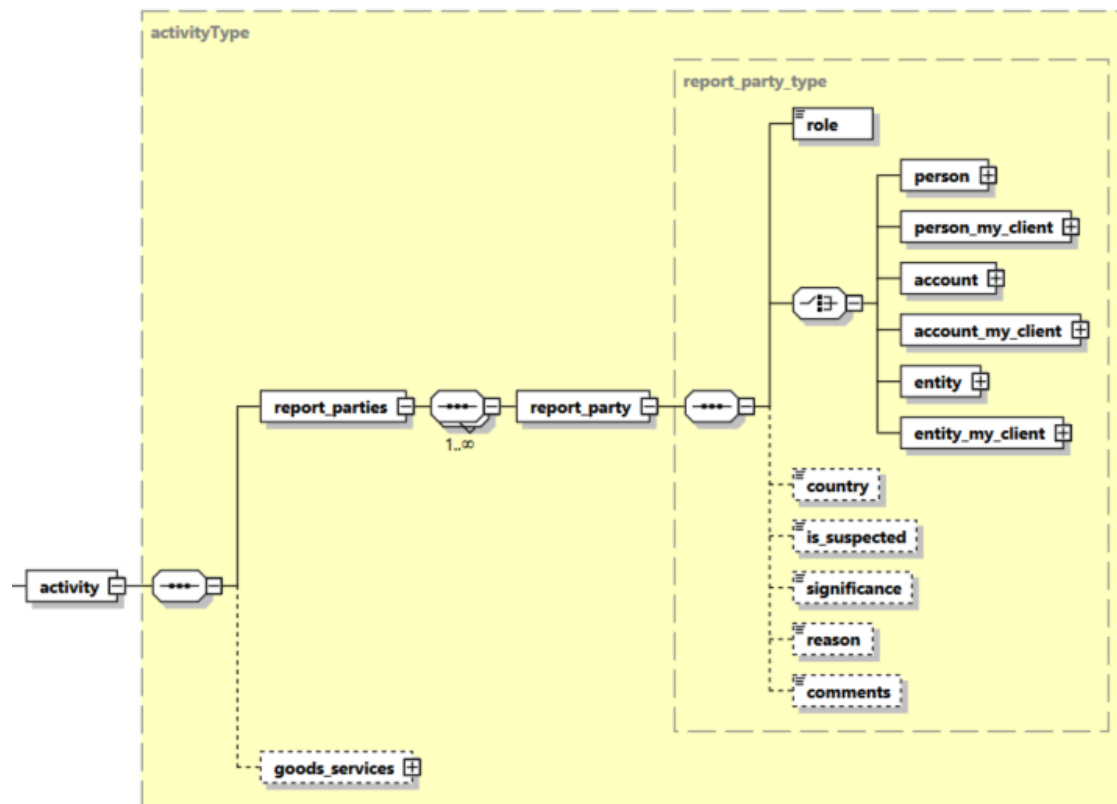 activityType
report_party_type
role
person
person_my_client
account
account_my_client
entity
entity_my_client
report_parties
1..∞
report_party
country
is_suspected
significance
reason
comments
activity
goods_services